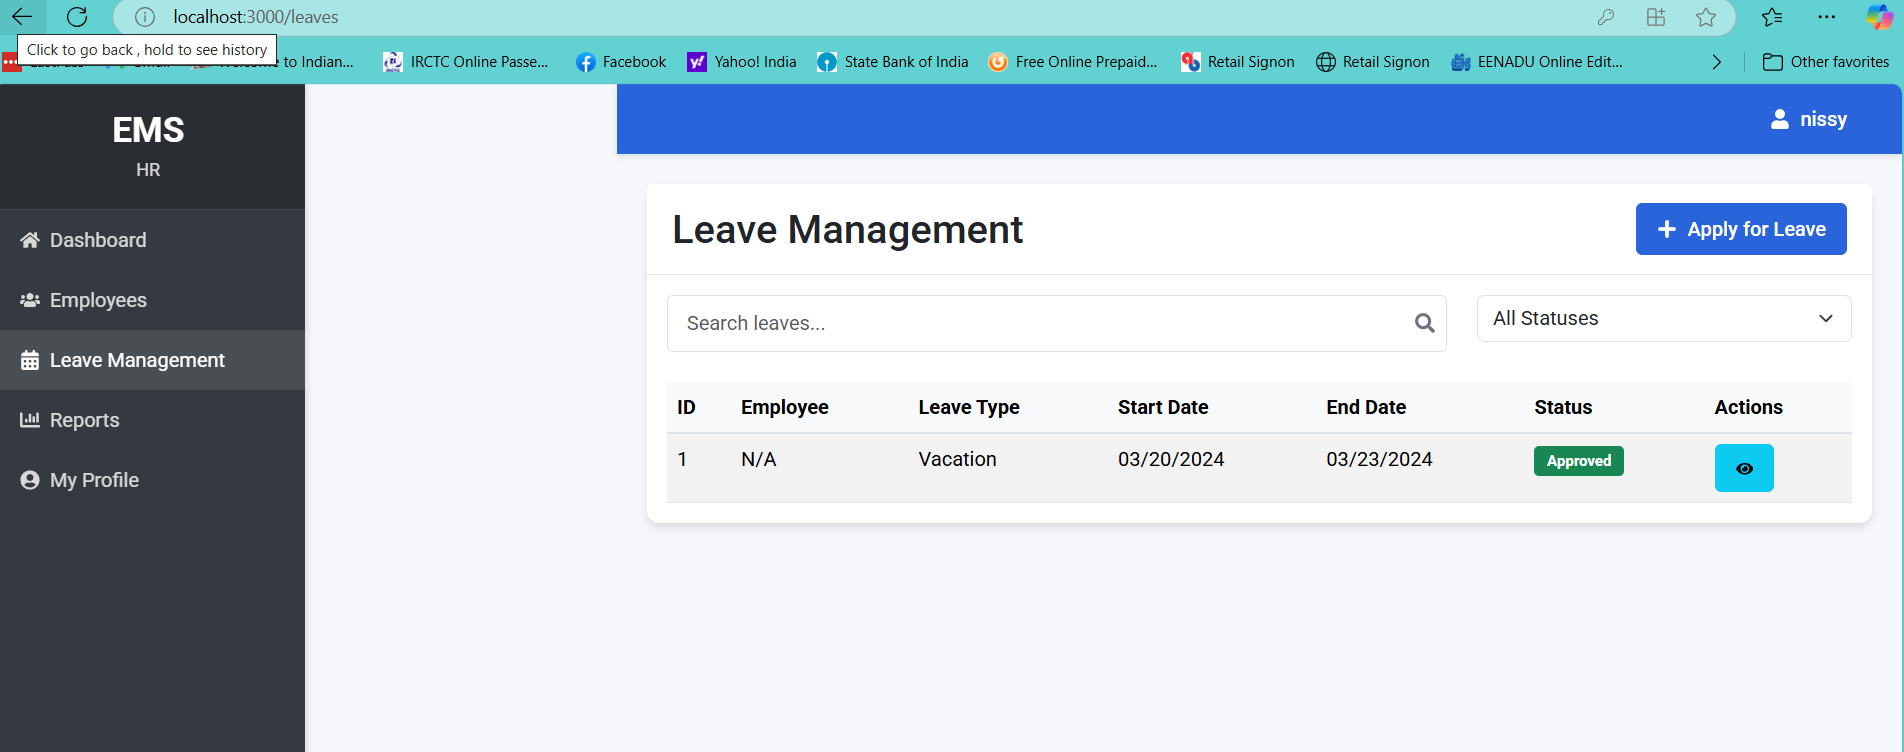 localhost:3000/leaves
Click to go back , hold to see history
to Indian...
IRCTC Online Passe...
Facebook
Yahoo! India
State Bank of India
Free Online Prepaid...
Retail Signon
Retail Signon
EENADU Online Edit...
Other favorites
EMS
HR
nissy
Dashboard
Employees
Leave Management
Reports
My Profile
Leave Management
Apply for Leave
Search leaves...
All Statuses
ID Employee Leave Type Start Date End Date Status Actions
1 N/A Vacation 03/20/2024 03/23/2024 Approved